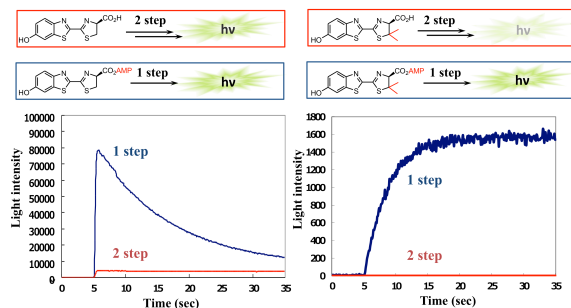 CO₂H
2 step
hν
HO
N
S
N
S
CO₂AMP
1 step
hν
HO
N
S
N
S
CO₂H
2 step
hν
HO
N
S
N
S
CO₂AMP
1 step
hν
HO
N
S
N
S
100000
90000
80000
70000
60000
50000
40000
30000
20000
10000
0
Light intensity
1 step
2 step
0 5 10 15 20 25 30 35
Time (sec)
1800
1600
1400
1200
1000
800
600
400
200
0
Light intensity
1 step
2 step
0 5 10 15 20 25 30 35
Time (sec)